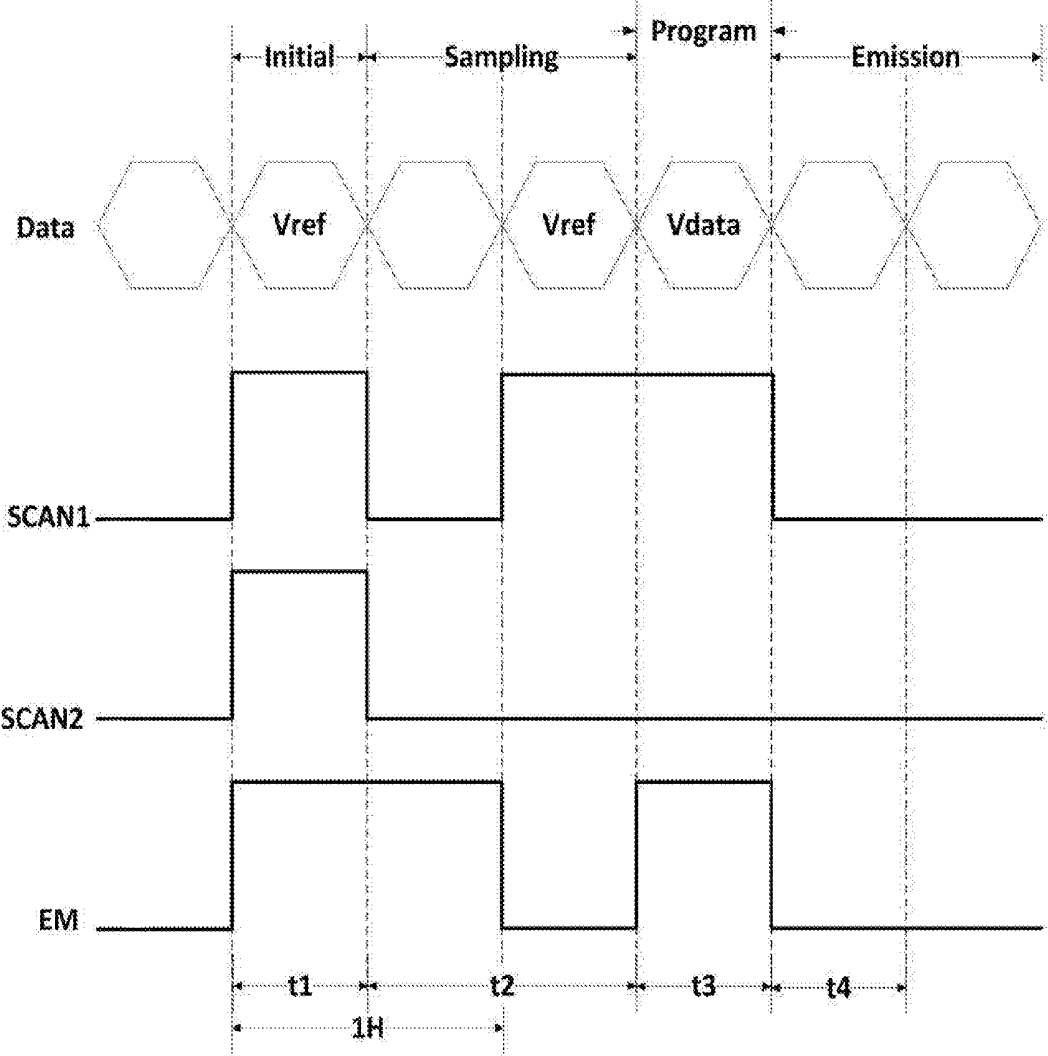 Program
Initial Sampling Emission
Data Vref Vref Vdata
SCAN1
SCAN2
EM
t1 t2 t3 t4
1H